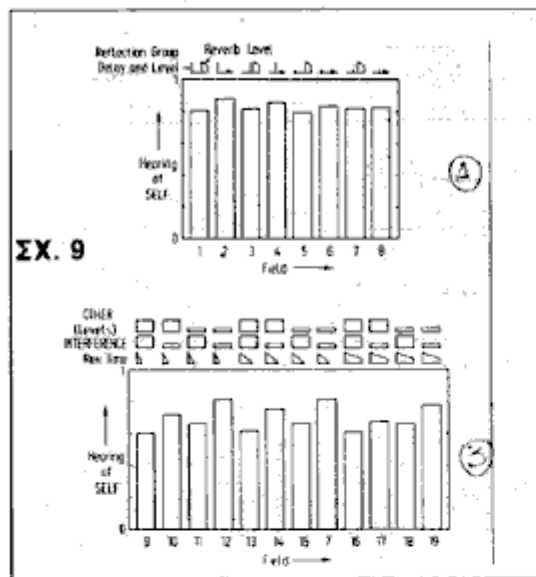 Reflection Group Reverb Level
Delay and Level
1
Hearing
of
SELF
0
1 2 3 4 5 6 7 8
Field
A
ΣΧ. 9
OTHER
(Levels)
INTERFERENCE
Rev Time
1
Hearing
of
SELF
0
9 10 11 12 13 14 15 7 16 17 18 19
Field